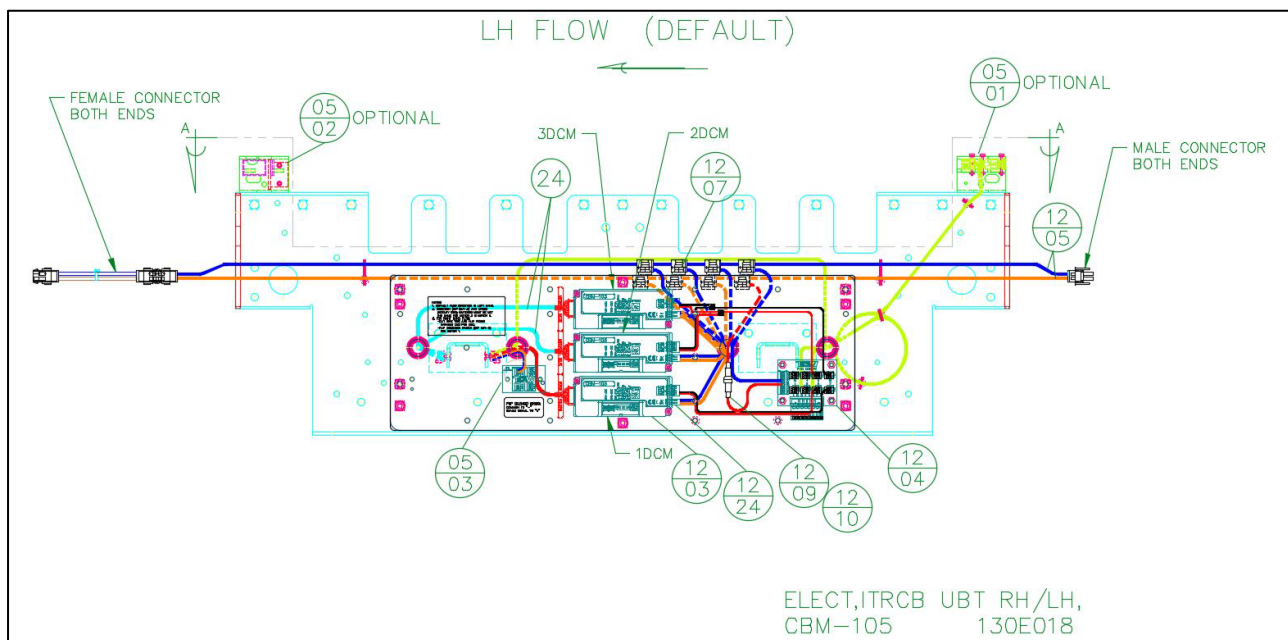 LH FLOW (DEFAULT)
FEMALE CONNECTOR
BOTH ENDS
05
02
OPTIONAL
05
01
OPTIONAL
A
A
MALE CONNECTOR
BOTH ENDS
3DCM
2DCM
24
12
07
12
05
05
03
1DCM
12
03
12
24
12
09
12
10
12
04
ELECT,ITRCB UBT RH/LH,
CBM-105 130E018